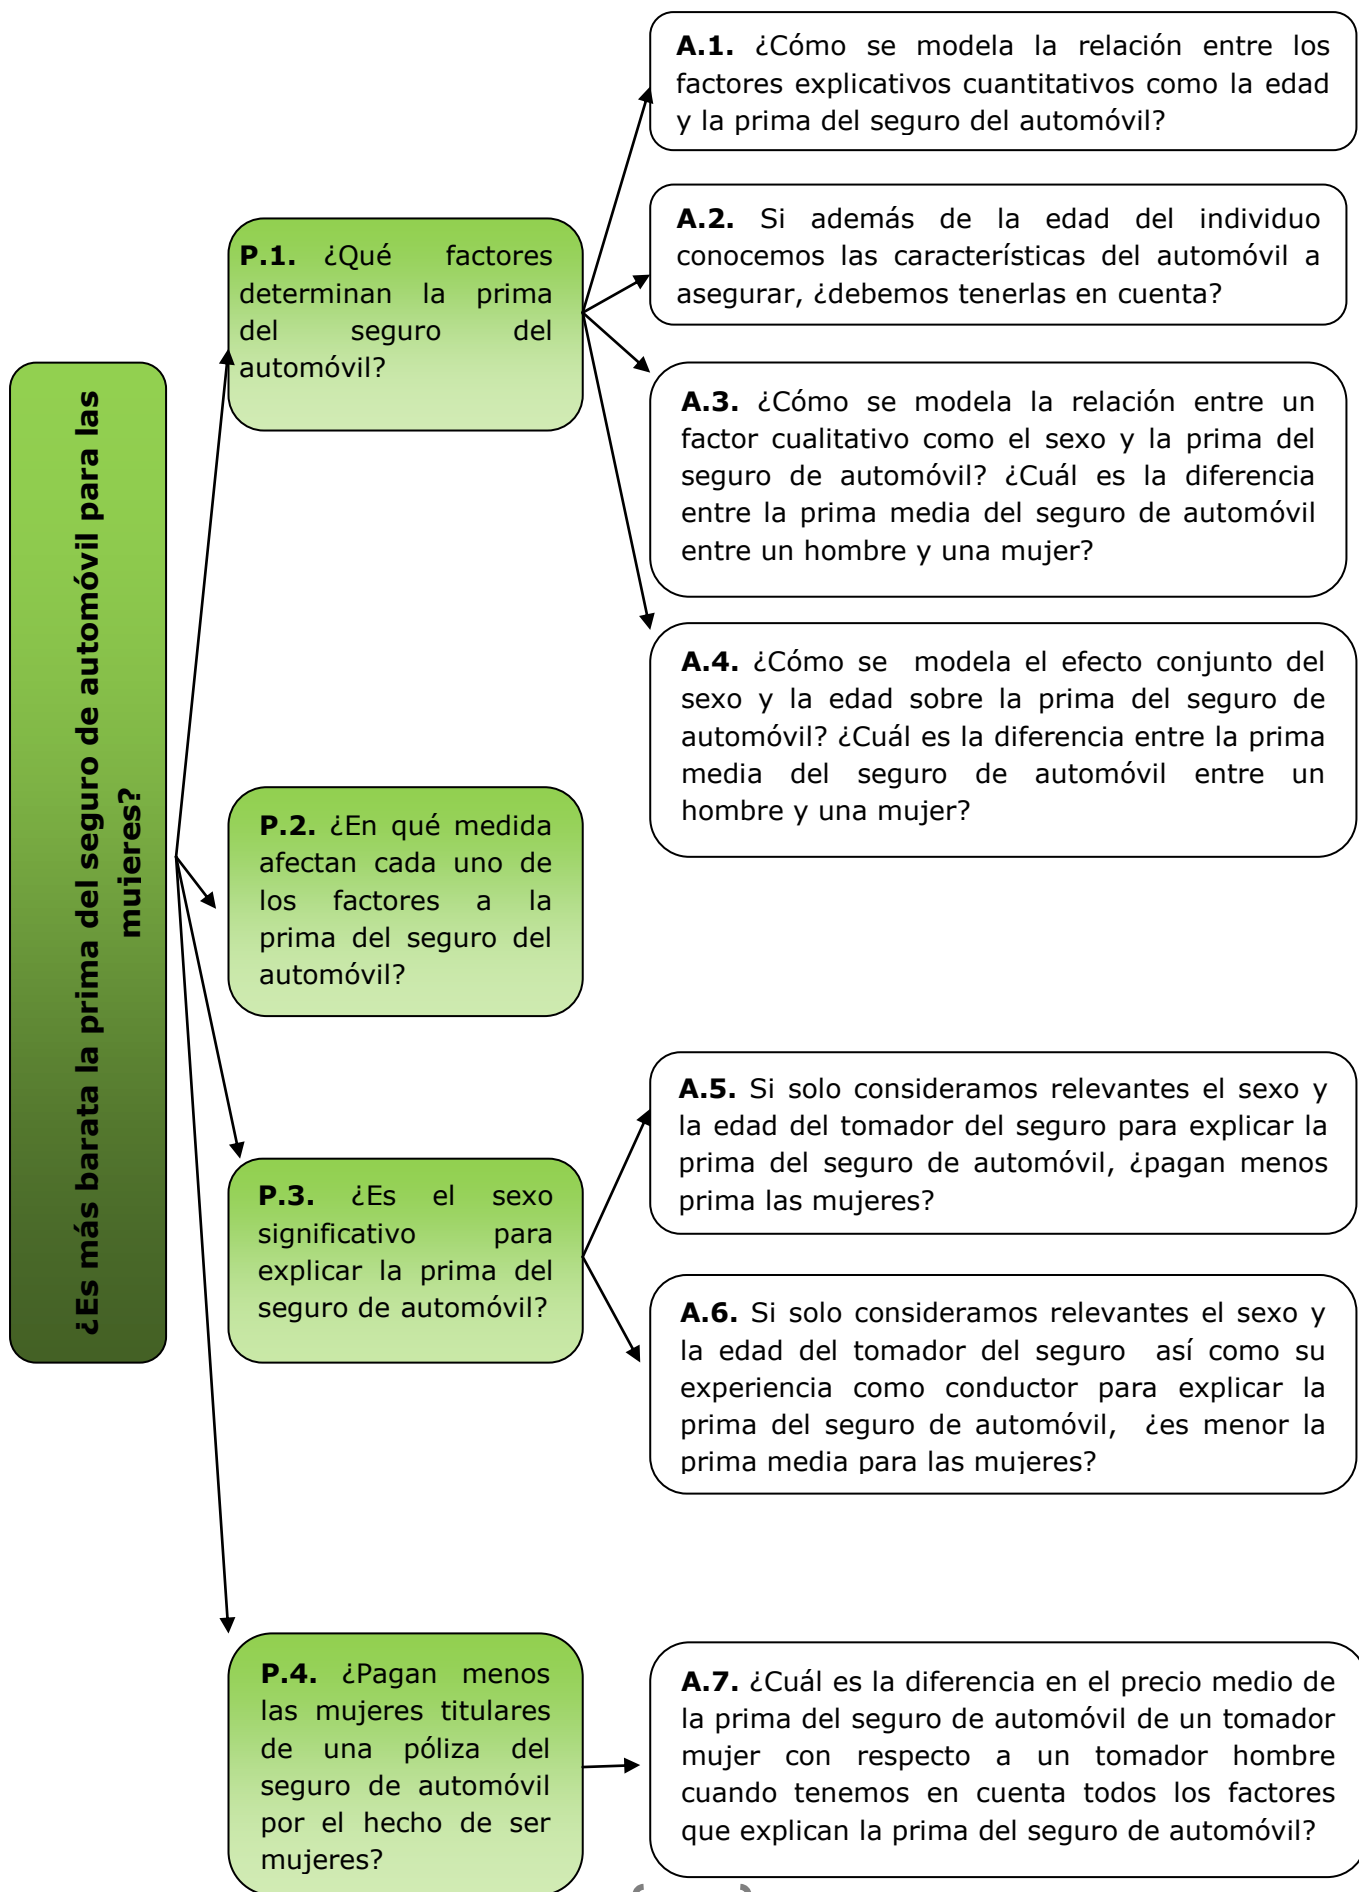 ¿Es más barata la prima del seguro de automóvil para las
mujeres?
P.1. ¿Qué factores
determinan la prima
del seguro del
automóvil?
A.1. ¿Cómo se modela la relación entre los
factores explicativos cuantitativos como la edad
y la prima del seguro del automóvil?
A.2. Si además de la edad del individuo
conocemos las características del automóvil a
asegurar, ¿debemos tenerlas en cuenta?
A.3. ¿Cómo se modela la relación entre un
factor cualitativo como el sexo y la prima del
seguro de automóvil? ¿Cuál es la diferencia
entre la prima media del seguro de automóvil
entre un hombre y una mujer?
A.4. ¿Cómo se modela el efecto conjunto del
sexo y la edad sobre la prima del seguro de
automóvil? ¿Cuál es la diferencia entre la prima
media del seguro de automóvil entre un
hombre y una mujer?
P.2. ¿En qué medida
afectan cada uno de
los factores a la
prima del seguro del
automóvil?
P.3. ¿Es el sexo
significativo para
explicar la prima del
seguro de automóvil?
A.5. Si solo consideramos relevantes el sexo y
la edad del tomador del seguro para explicar la
prima del seguro de automóvil, ¿pagan menos
prima las mujeres?
A.6. Si solo consideramos relevantes el sexo y
la edad del tomador del seguro así como su
experiencia como conductor para explicar la
prima del seguro de automóvil, ¿es menor la
prima media para las mujeres?
P.4. ¿Pagan menos
las mujeres titulares
de una póliza del
seguro de automóvil
por el hecho de ser
mujeres?
A.7. ¿Cuál es la diferencia en el precio medio de
la prima del seguro de automóvil de un tomador
mujer con respecto a un tomador hombre
cuando tenemos en cuenta todos los factores
que explican la prima del seguro de automóvil?